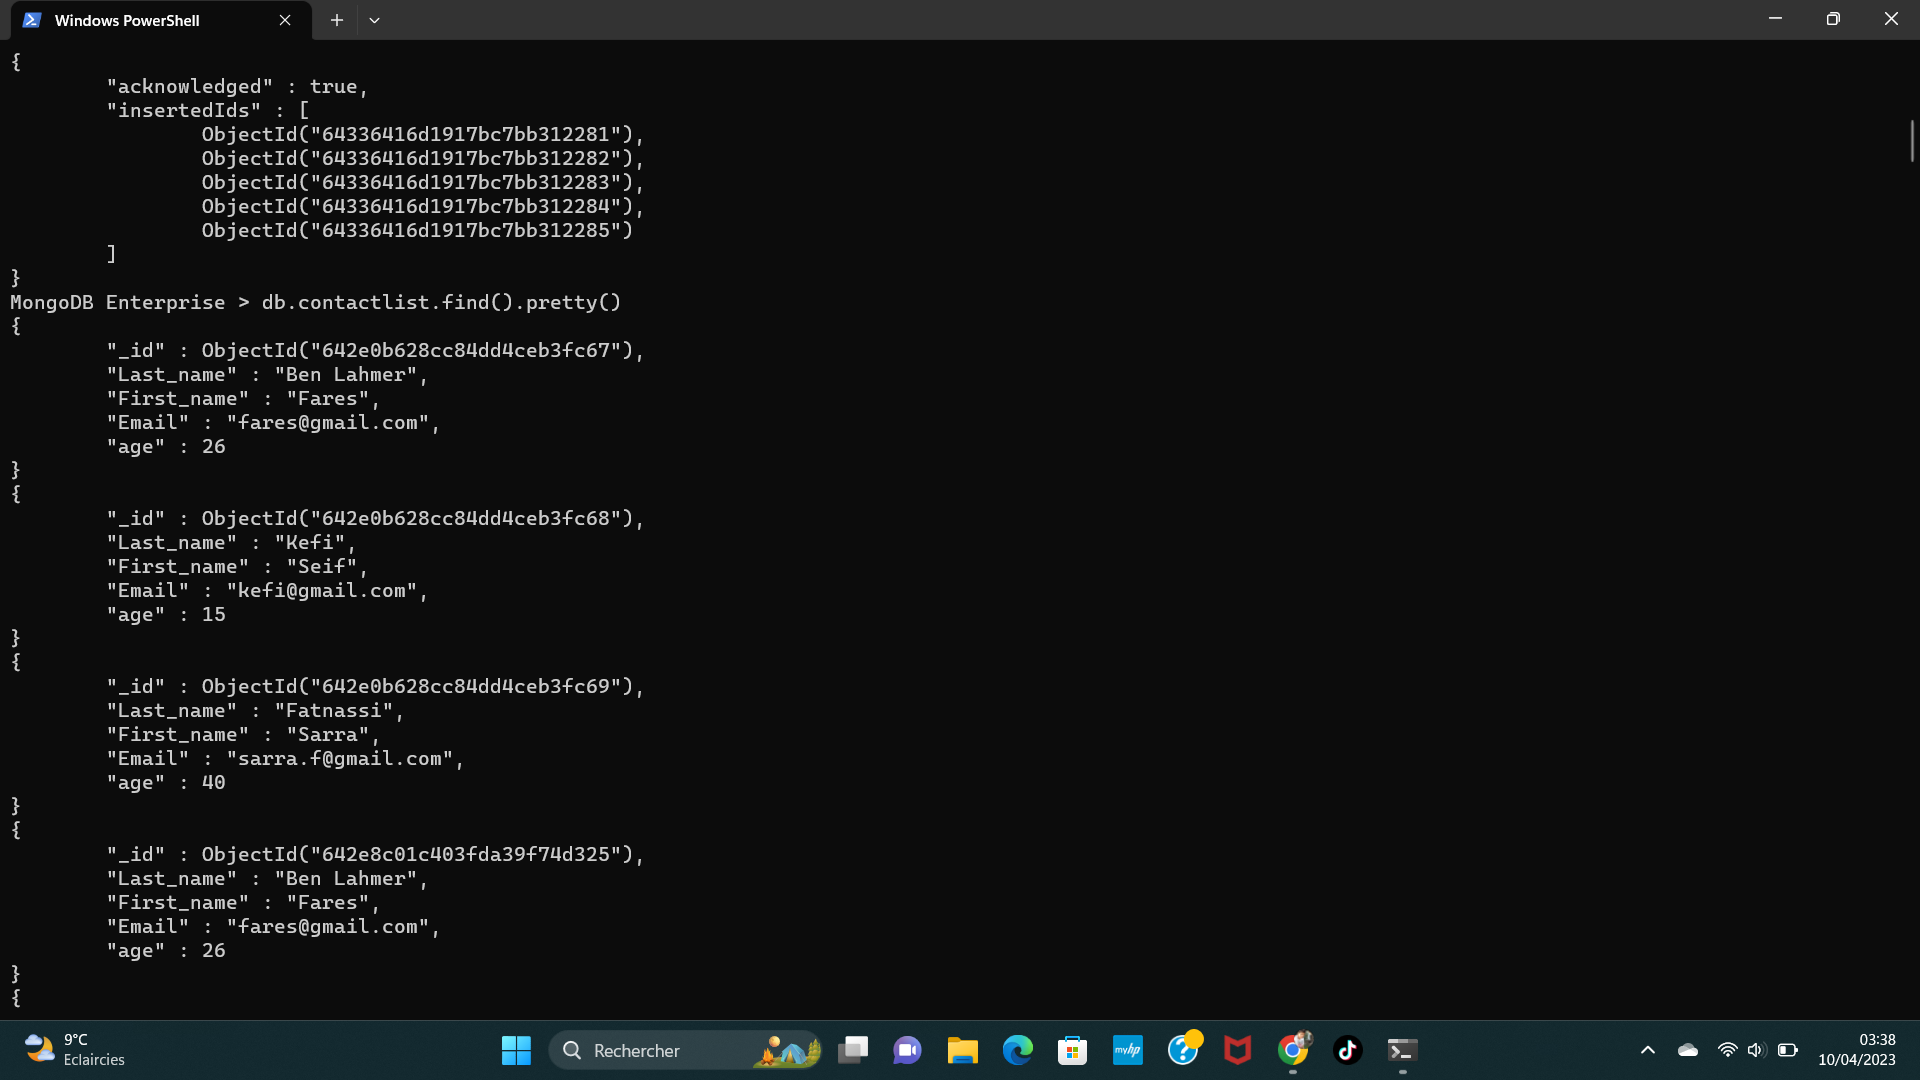 Windows PowerShell
{
"acknowledged" : true,
"insertedIds" : [
ObjectId("64336416d1917bc7bb312281"),
ObjectId("64336416d1917bc7bb312282"),
ObjectId("64336416d1917bc7bb312283"),
ObjectId("64336416d1917bc7bb312284"),
ObjectId("64336416d1917bc7bb312285")
]
}
MongoDB Enterprise > db.contactlist.find().pretty()
{
"_id" : ObjectId("642e0b628cc84dd4ceb3fc67"),
"Last_name" : "Ben Lahmer",
"First_name" : "Fares",
"Email" : "fares@gmail.com",
"age" : 26
}
{
"_id" : ObjectId("642e0b628cc84dd4ceb3fc68"),
"Last_name" : "Kefi",
"First_name" : "Seif",
"Email" : "kefi@gmail.com",
"age" : 15
}
{
"_id" : ObjectId("642e0b628cc84dd4ceb3fc69"),
"Last_name" : "Fatnassi",
"First_name" : "Sarra",
"Email" : "sarra.f@gmail.com",
"age" : 40
}
{
"_id" : ObjectId("642e8c01c403fda39f74d325"),
"Last_name" : "Ben Lahmer",
"First_name" : "Fares",
"Email" : "fares@gmail.com",
"age" : 26
}
{
9°C
Eclaircies
Rechercher
myhp
03:38
10/04/2023